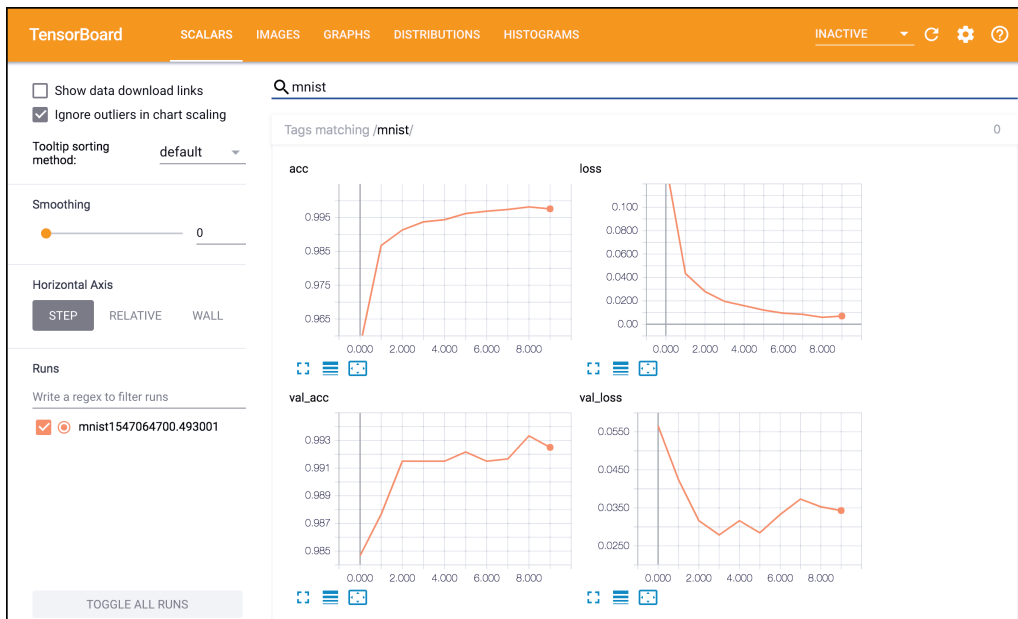 TensorBoard SCALARS IMAGES GRAPHS DISTRIBUTIONS HISTOGRAMS INACTIVE
Show data download links
Ignore outliers in chart scaling
Tooltip sorting
method:
default
Smoothing
0
Horizontal Axis
STEP RELATIVE WALL
Runs
Write a regex to filter runs
mnist1547064700.493001
TOGGLE ALL RUNS
mnist
Tags matching /mnist/ 0
acc
0.995
0.985
0.975
0.965
0.000 2.000 4.000 6.000 8.000
loss
0.100
0.0800
0.0600
0.0400
0.0200
0.00
0.000 2.000 4.000 6.000 8.000
val_acc
0.993
0.991
0.989
0.987
0.985
0.000 2.000 4.000 6.000 8.000
val_loss
0.0550
0.0450
0.0350
0.0250
0.000 2.000 4.000 6.000 8.000